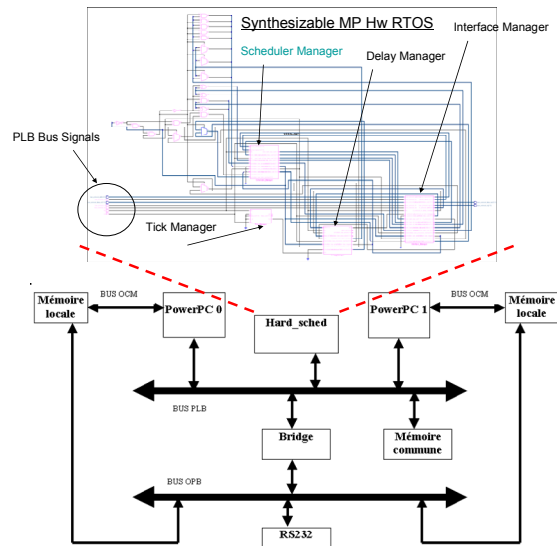 Synthesizable MP Hw RTOS
Interface Manager
Scheduler Manager
Delay Manager
PLB Bus Signals
Tick Manager
Mémoire
locale
BUS OCM
PowerPC 0
Hard_sched
PowerPC 1
BUS OCM
Mémoire
locale
BUS PLB
Bridge
Mémoire
commune
BUS OPB
RS232